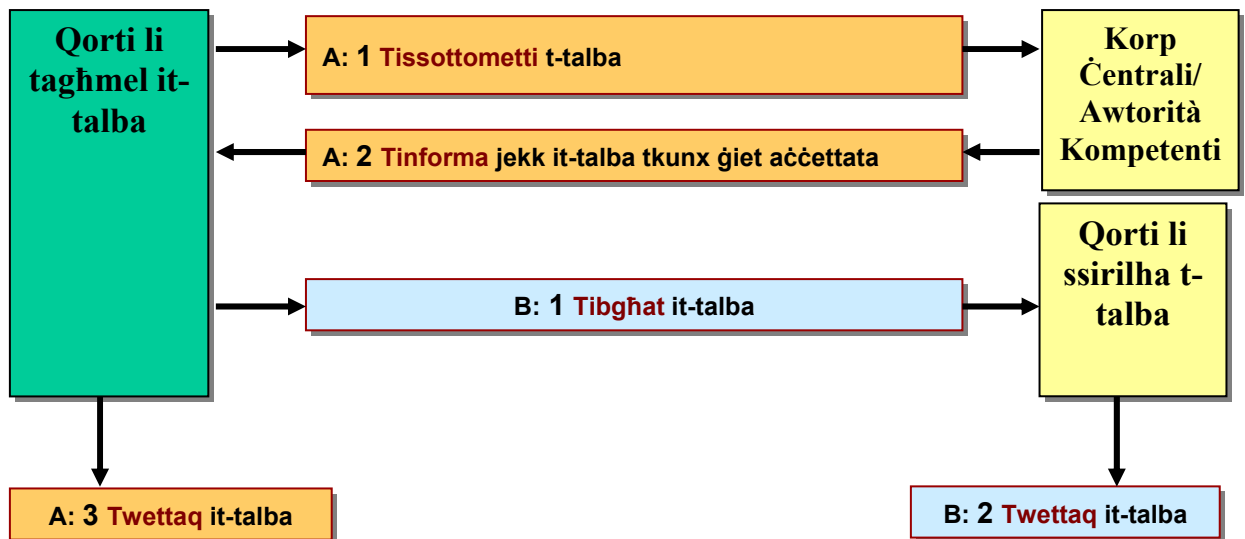 Qorti li
tagħmel it-
talba
A: 1 Tissottometti t-talba
Korp
Ċentrali/
Awtorità
Kompetenti
A: 2 Tinforma jekk it-talba tkunx ġiet aċċettata
Qorti li
ssirilha t-
talba
B: 1 Tibgħat it-talba
A: 3 Twettaq it-talba
B: 2 Twettaq it-talba